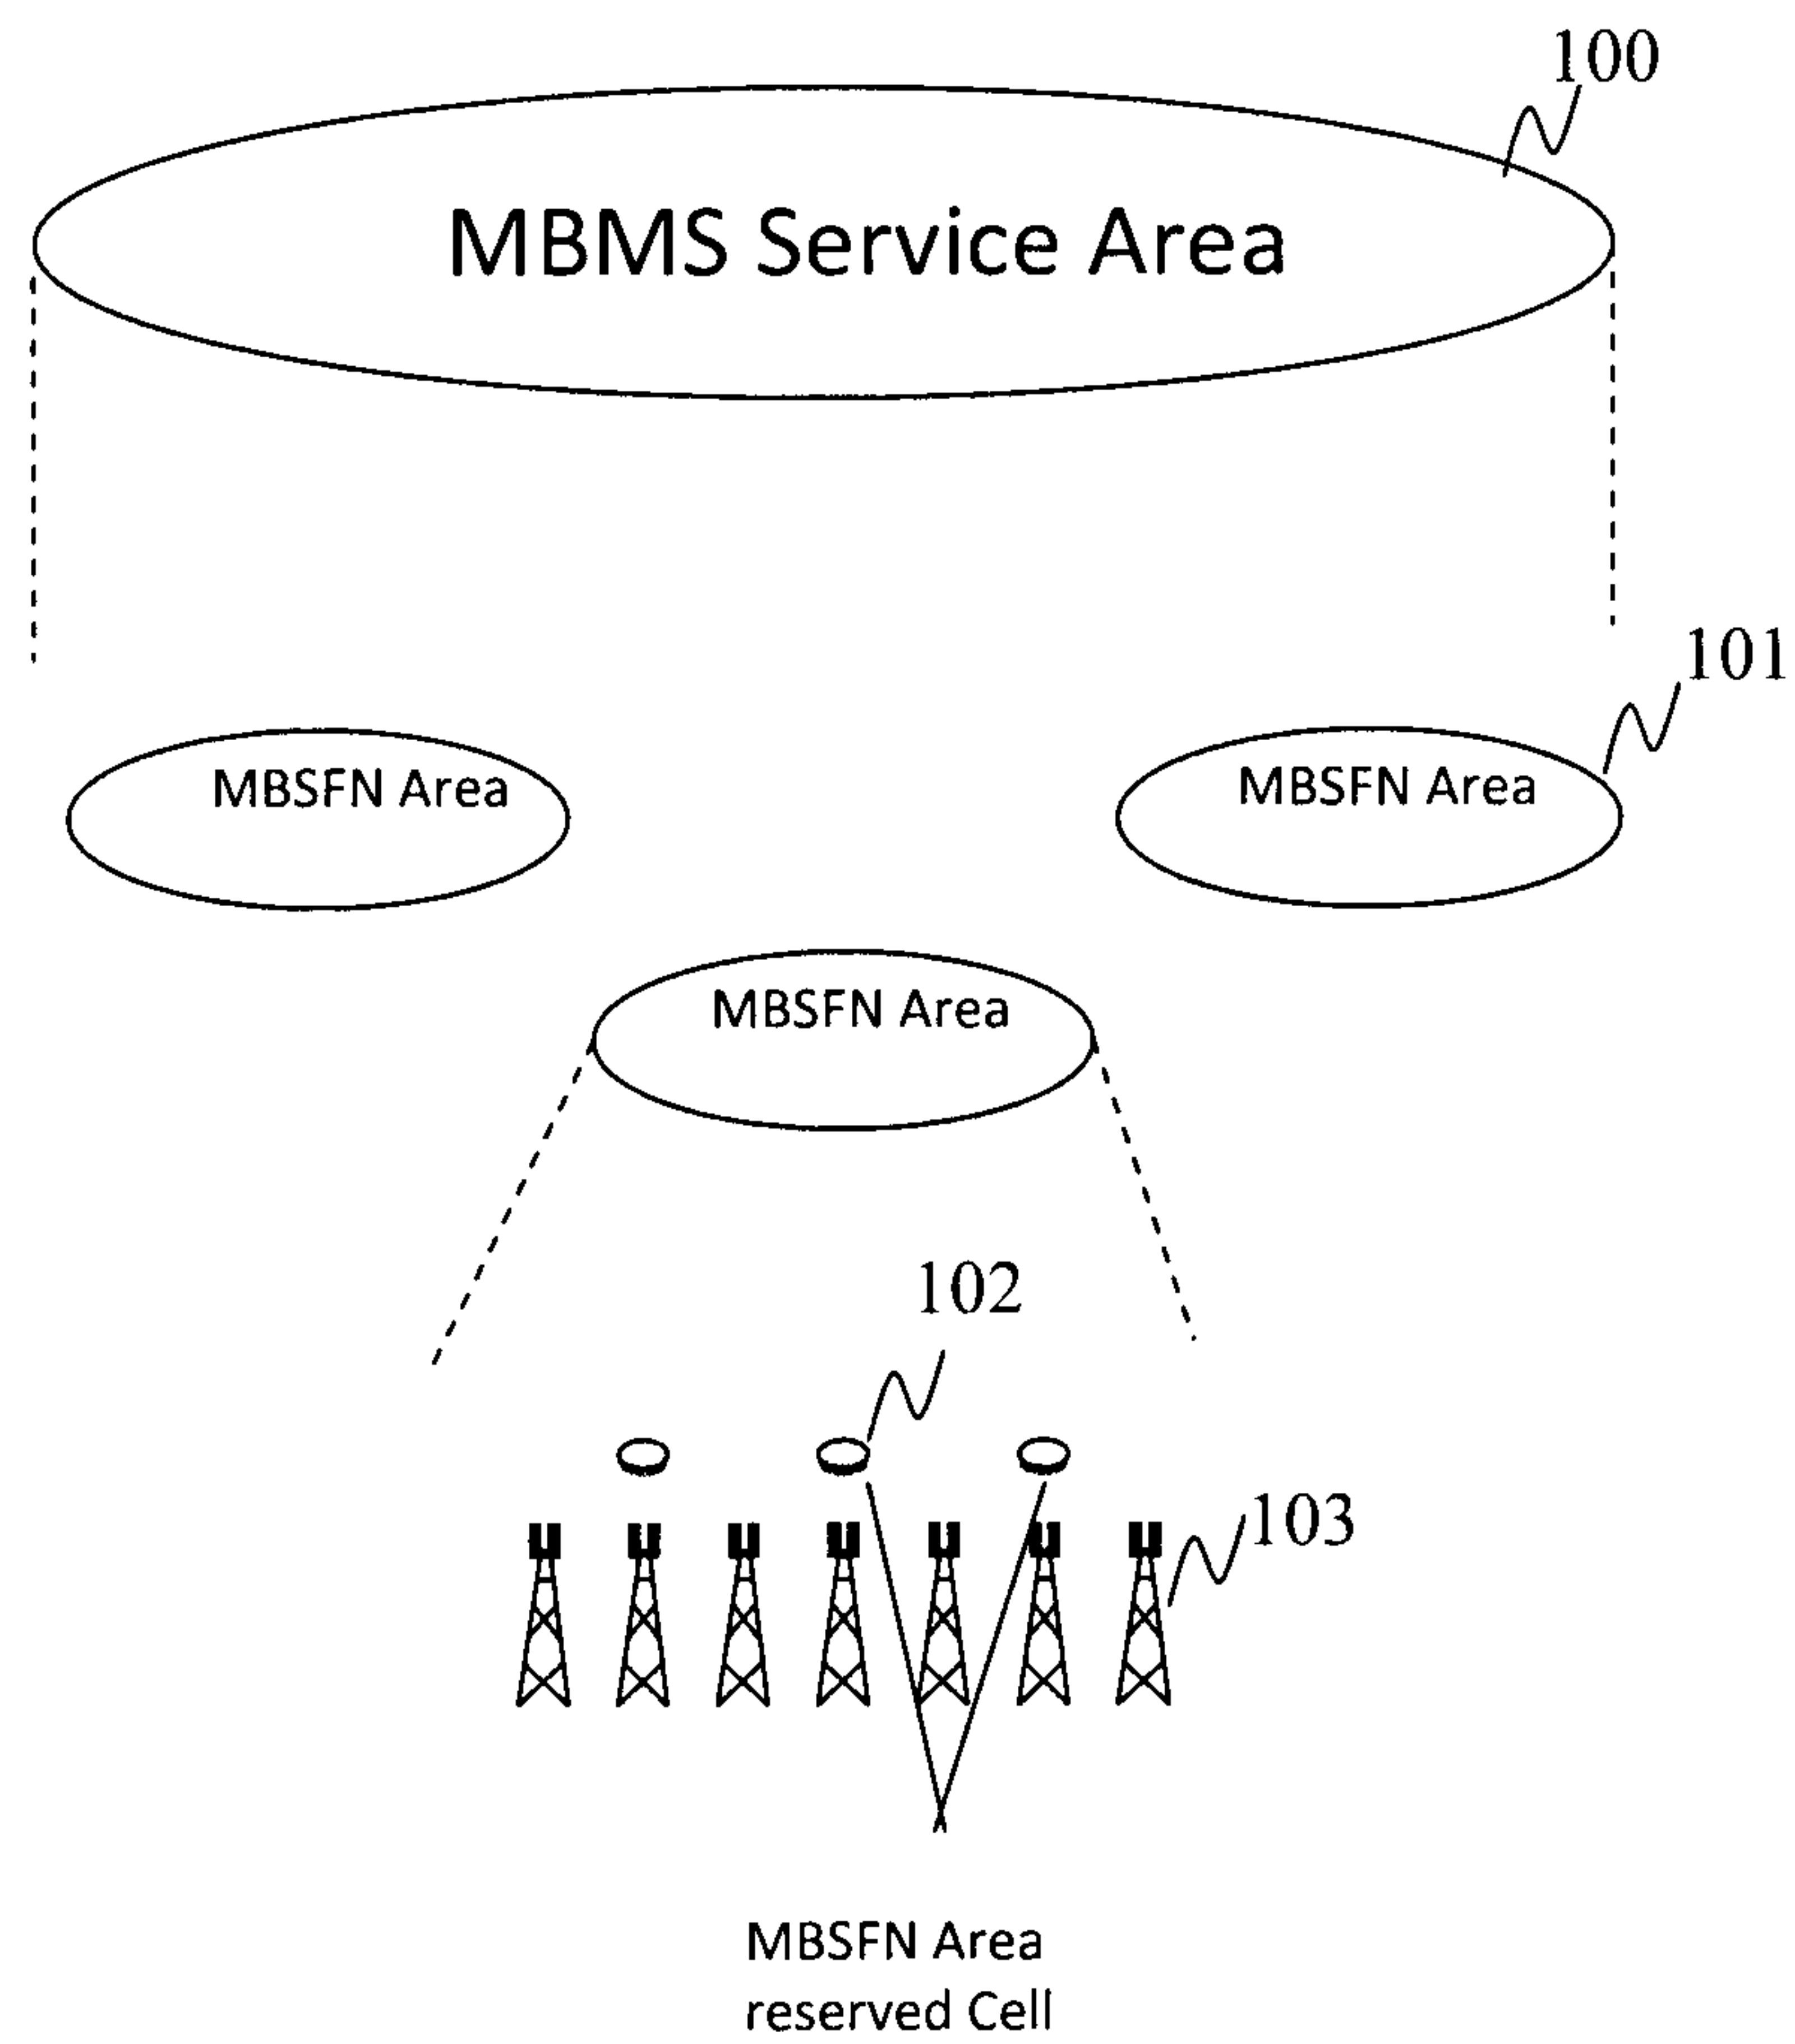 100
MBMS Service Area
101
MBSFN Area
MBSFN Area
MBSFN Area
102
103
MBSFN Area
reserved Cell